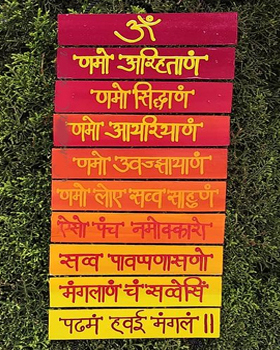 ॐ
णमो अरिहंताणं
णमो सिद्धाणं
णमो आयरियाणं
णमो उवज्झायाणं
णमो लोए सव्व साहूणं
ऐसो पंच नमोक्कारो
सव्व पावप्पणासणो
मंगलाणं च सव्वेसिं
पढमं हवई मंगलं ॥